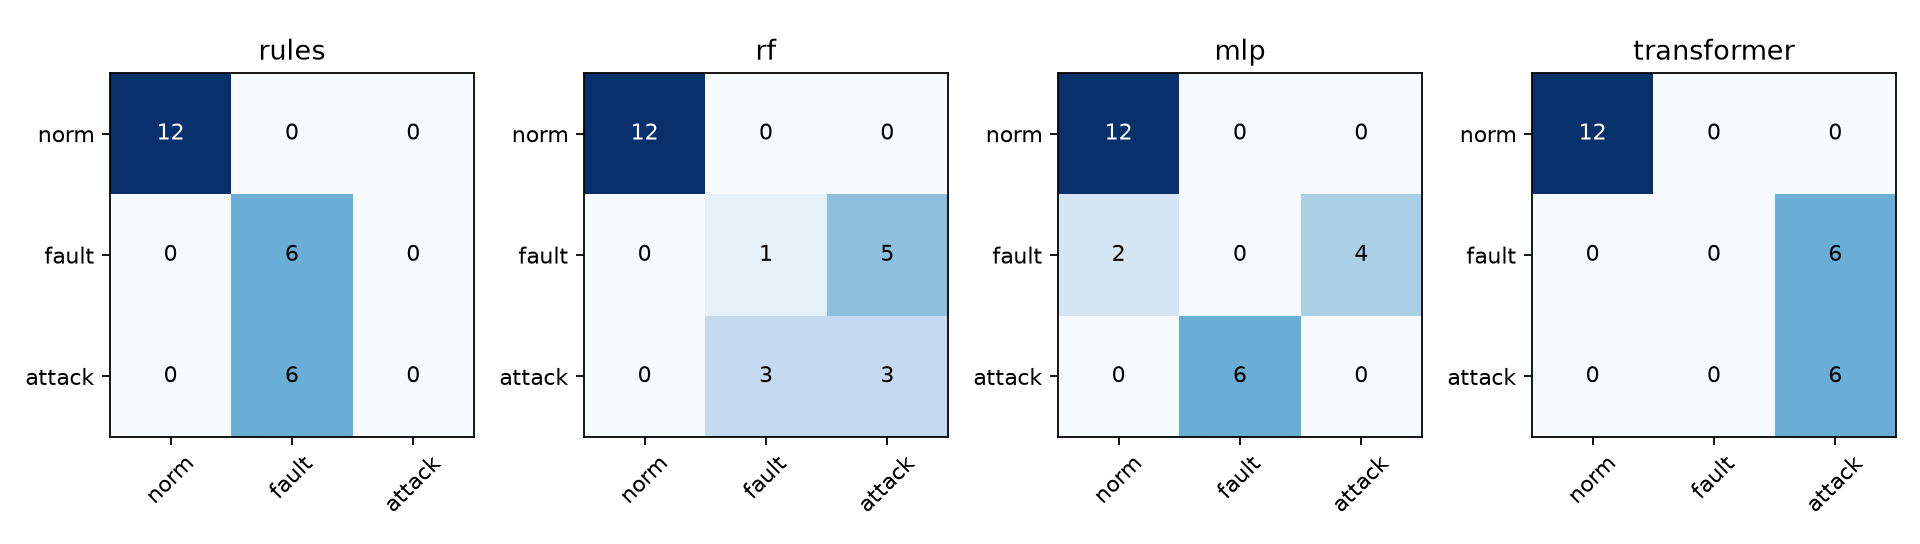 rules
norm 12 0 0
fault 0 6 0
attack 0 6 0
norm fault attack
rf
norm 12 0 0
fault 0 1 5
attack 0 3 3
norm fault attack
mlp
norm 12 0 0
fault 2 0 4
attack 0 6 0
norm fault attack
transformer
norm 12 0 0
fault 0 0 6
attack 0 0 6
norm fault attack